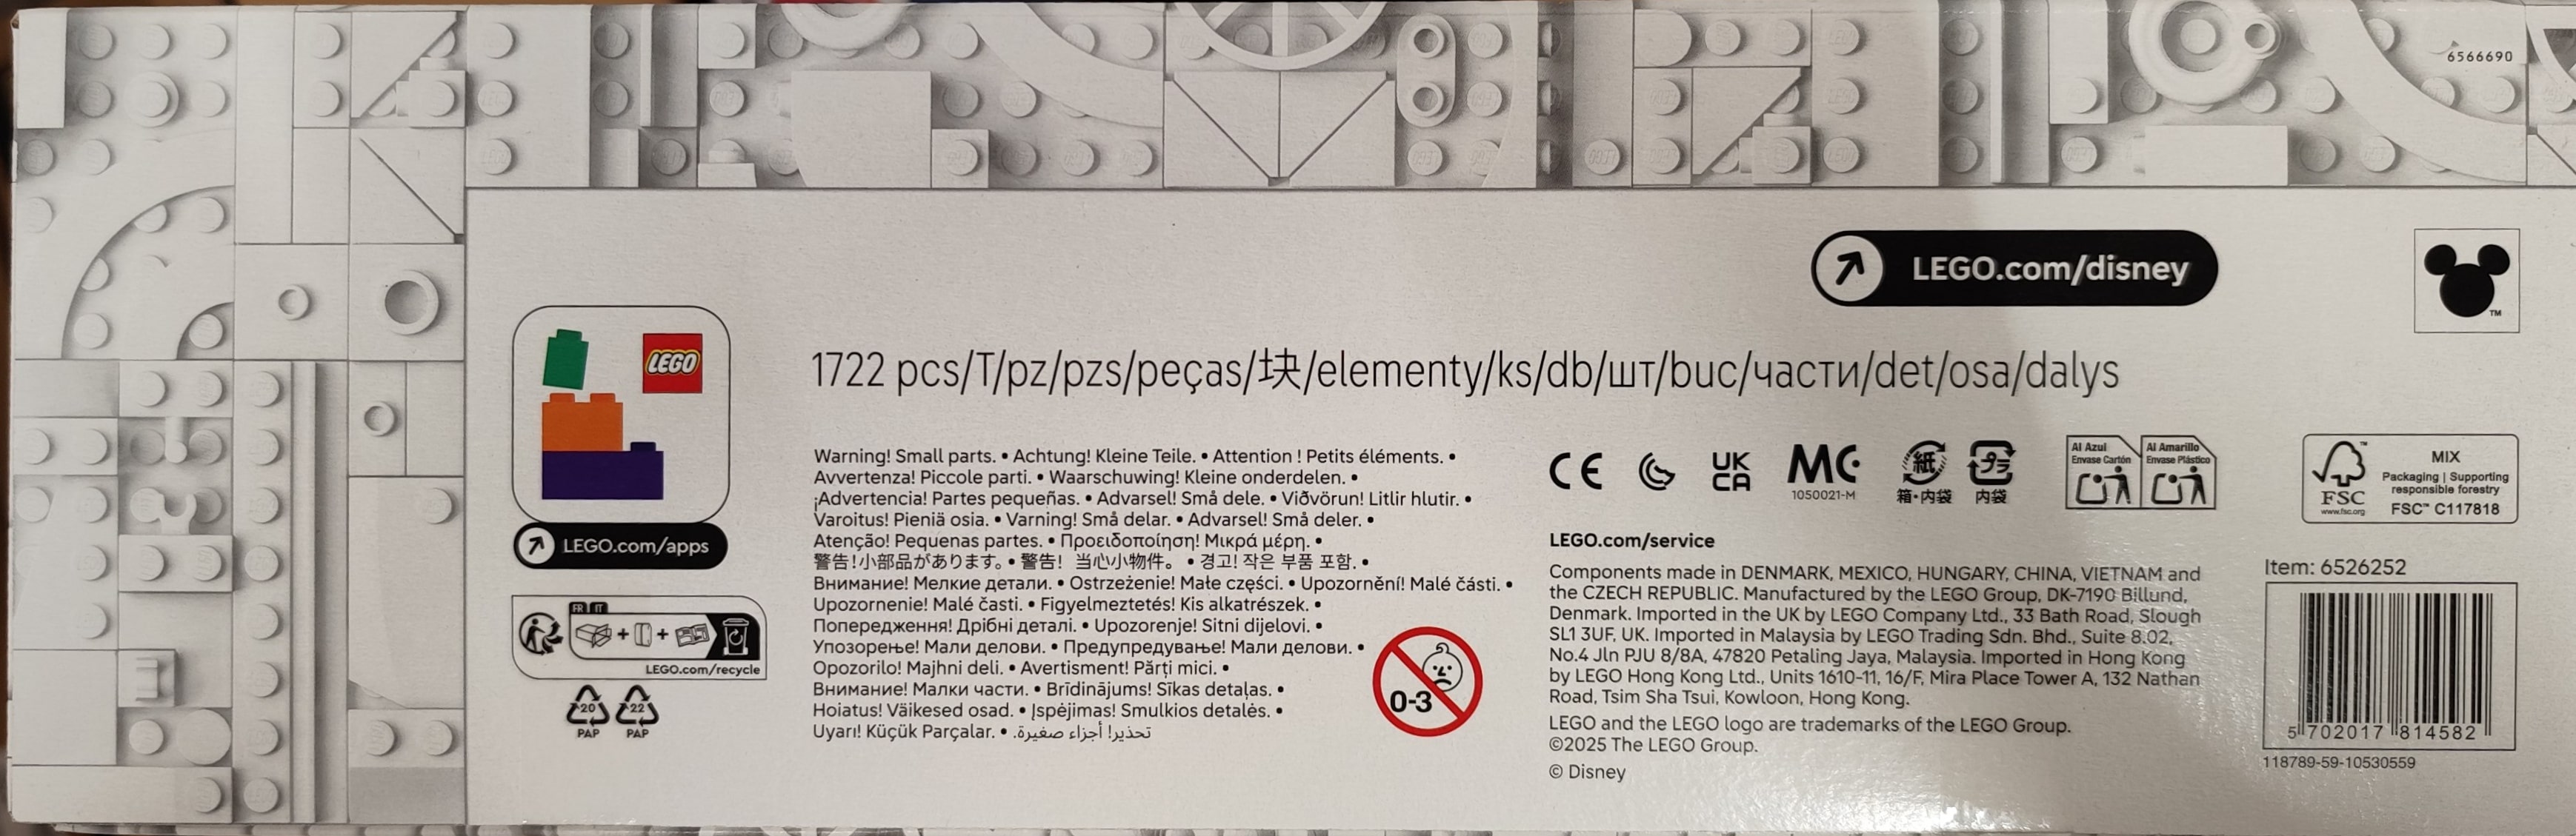 6566690
LEGO.com/disney
TM
LEGO
1722 pcs/T/pz/pzs/peças/块/elementy/ks/db/шт/buc/части/det/osa/dalys
LEGO.com/apps
FR IT
+ +
LEGO.com/recycle
20 22
PAP PAP
Warning! Small parts. • Achtung! Kleine Teile. • Attention ! Petits éléments. •
Avvertenza! Piccole parti. • Waarschuwing! Kleine onderdelen. •
¡Advertencia! Partes pequeñas. • Advarsel! Små dele. • Viðvörun! Litlir hlutir. •
Varoitus! Pieniä osia. • Varning! Små delar. • Advarsel! Små deler. •
Atenção! Pequenas partes. • Προειδοποίηση! Μικρά μέρη. •
警告!小部品があります。• 警告! 当心小物件。 • 경고! 작은 부품 포함. •
Внимание! Мелкие детали. • Ostrzeżenie! Małe części. • Upozornění! Malé části. •
Upozornenie! Malé časti. • Figyelmeztetés! Kis alkatrészek. •
Попередження! Дрібні деталі. • Upozorenje! Sitni dijelovi. •
Упозорење! Мали делови. • Предупредување! Мали делови. •
Opozorilo! Majhni deli. • Avertisment! Părți mici. •
Внимание! Малки части. • Brīdinājums! Sīkas detaļas. •
Hoiatus! Väikesed osad. • Įspėjimas! Smulkios detalės. •
Uyarı! Küçük Parçalar. • تحذير! أجزاء صغيرة.
0-3
CE UK CA MC
1050021-M
紙 プラ
箱・内袋 内袋
Al Azul Al Amarillo
Envase Cartón Envase Plástico
FSC
www.fsc.org
MIX
Packaging | Supporting
responsible forestry
FSC™ C117818
LEGO.com/service
Components made in DENMARK, MEXICO, HUNGARY, CHINA, VIETNAM and
the CZECH REPUBLIC. Manufactured by the LEGO Group, DK-7190 Billund,
Denmark. Imported in the UK by LEGO Company Ltd., 33 Bath Road, Slough
SL1 3UF, UK. Imported in Malaysia by LEGO Trading Sdn. Bhd., Suite 8.02,
No.4 Jln PJU 8/8A, 47820 Petaling Jaya, Malaysia. Imported in Hong Kong
by LEGO Hong Kong Ltd., Units 1610-11, 16/F, Mira Place Tower A, 132 Nathan
Road, Tsim Sha Tsui, Kowloon, Hong Kong.
LEGO and the LEGO logo are trademarks of the LEGO Group.
©2025 The LEGO Group.
© Disney
Item: 6526252
5 702017 814582
118789-59-10530559